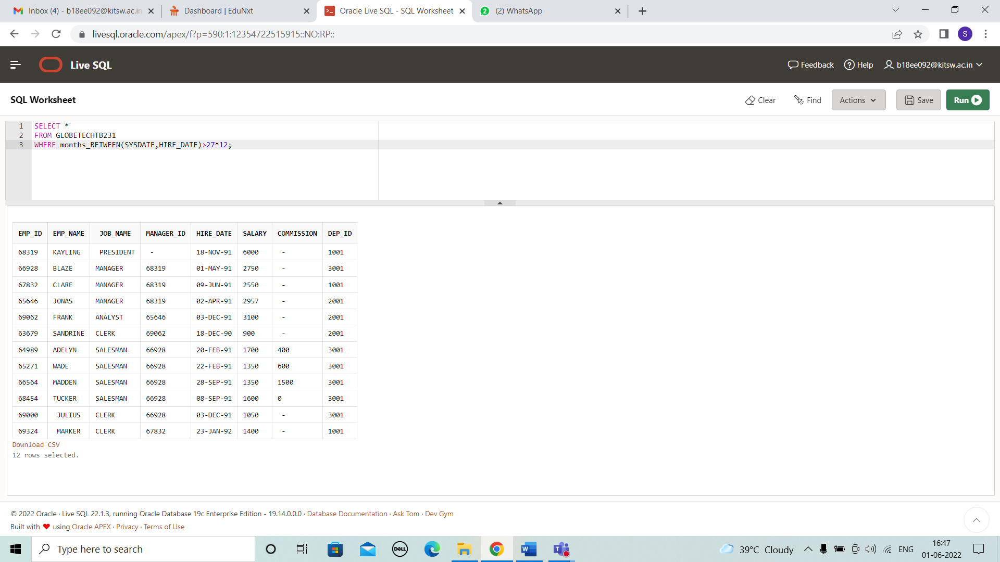 Inbox (4) - b18ee092@kitsw.ac.in
Dashboard | EduNxt
Oracle Live SQL - SQL Worksheet
(2) WhatsApp
livesql.oracle.com/apex/f?p=590:1:12354722515915::NO:RP::
S
Live SQL
Feedback
Help
b18ee092@kitsw.ac.in
SQL Worksheet
Clear
Find
Actions
Save
Run
1 SELECT *
2 FROM GLOBETECHTB231
3 WHERE months_BETWEEN(SYSDATE,HIRE_DATE)>27*12;
EMP_ID EMP_NAME JOB_NAME MANAGER_ID HIRE_DATE SALARY COMMISSION DEP_ID
68319 KAYLING PRESIDENT - 18-NOV-91 6000 - 1001
66928 BLAZE MANAGER 68319 01-MAY-91 2750 - 3001
67832 CLARE MANAGER 68319 09-JUN-91 2550 - 1001
65646 JONAS MANAGER 68319 02-APR-91 2957 - 2001
69062 FRANK ANALYST 65646 03-DEC-91 3100 - 2001
63679 SANDRINE CLERK 69062 18-DEC-90 900 - 2001
64989 ADELYN SALESMAN 66928 20-FEB-91 1700 400 3001
65271 WADE SALESMAN 66928 22-FEB-91 1350 600 3001
66564 MADDEN SALESMAN 66928 28-SEP-91 1350 1500 3001
68454 TUCKER SALESMAN 66928 08-SEP-91 1600 0 3001
69000 JULIUS CLERK 66928 03-DEC-91 1050 - 3001
69324 MARKER CLERK 67832 23-JAN-92 1400 - 1001
Download CSV
12 rows selected.
© 2022 Oracle · Live SQL 22.1.3, running Oracle Database 19c Enterprise Edition - 19.14.0.0.0 · Database Documentation · Ask Tom · Dev Gym
Built with ❤ using Oracle APEX · Privacy · Terms of Use
Type here to search
DELL
W
T
39°C Cloudy
ENG
16:47
01-06-2022